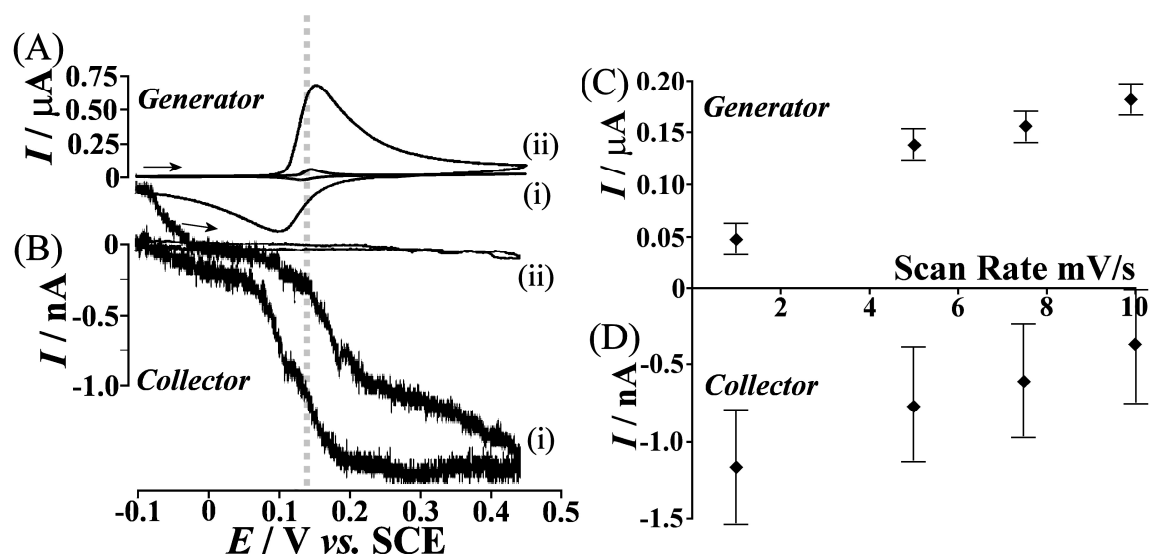 (A)
I / µA
0.75
0.50
0.25
0
Generator
(ii)
(i)
(B)
I / nA
0
-0.5
-1.0
Collector
(ii)
(i)
-0.1
0
0.1
0.2
0.3
0.4
0.5
E / V vs. SCE
(C)
I / µA
0.20
0.15
0.10
0.05
0
Generator
Scan Rate mV/s
2
4
6
8
10
(D)
I / nA
-0.5
-1.0
-1.5
Collector